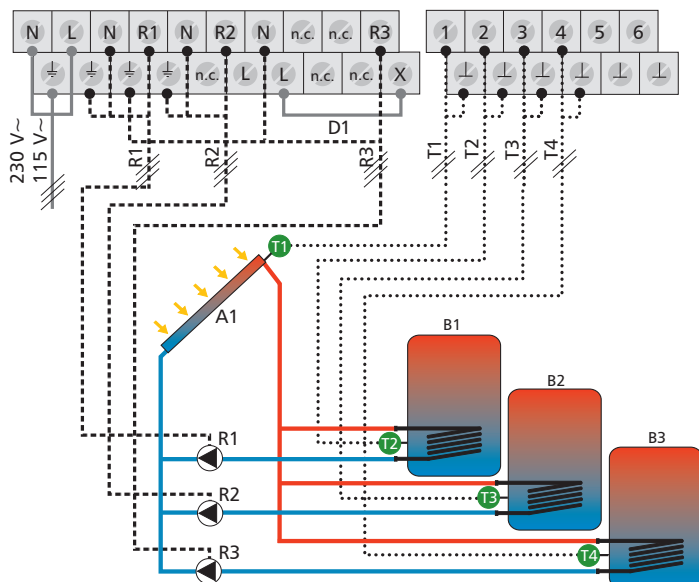 N L N R1 N R2 N n.c. n.c. R3
n.c. L L n.c. n.c. X
1 2 3 4 5 6
D1
230 V~
115 V~
R1
R2
R3
T1
T2
T3
T4
T1
A1
B1
B2
B3
R1
T2
R2
T3
R3
T4